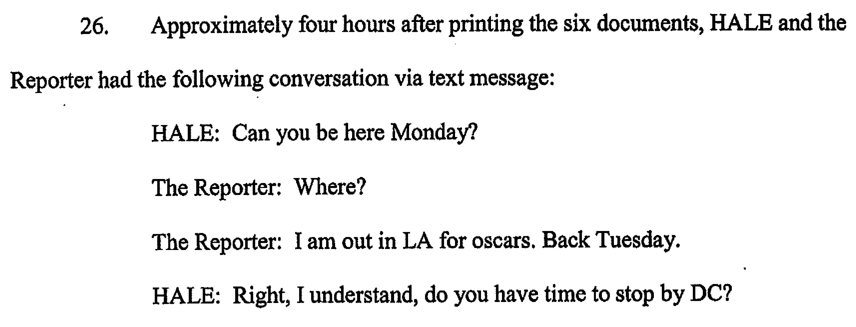 26. Approximately four hours after printing the six documents, HALE and the
Reporter had the following conversation via text message:
HALE: Can you be here Monday?
The Reporter: Where?
The Reporter: I am out in LA for oscars. Back Tuesday.
HALE: Right, I understand, do you have time to stop by DC?